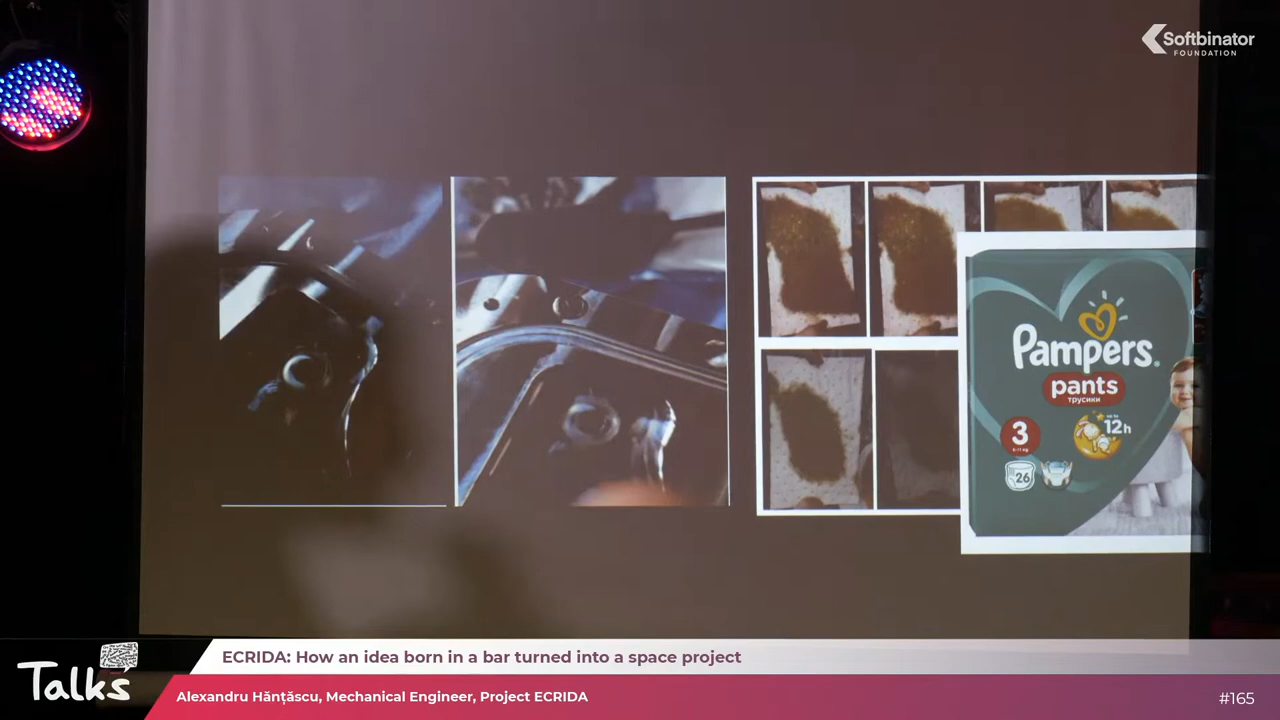 Softbinator
FOUNDATION
Pampers
pants
трусики
3
12h
26
Talks
ECRIDA: How an idea born in a bar turned into a space project
Alexandru Hănțăscu, Mechanical Engineer, Project ECRIDA
#165